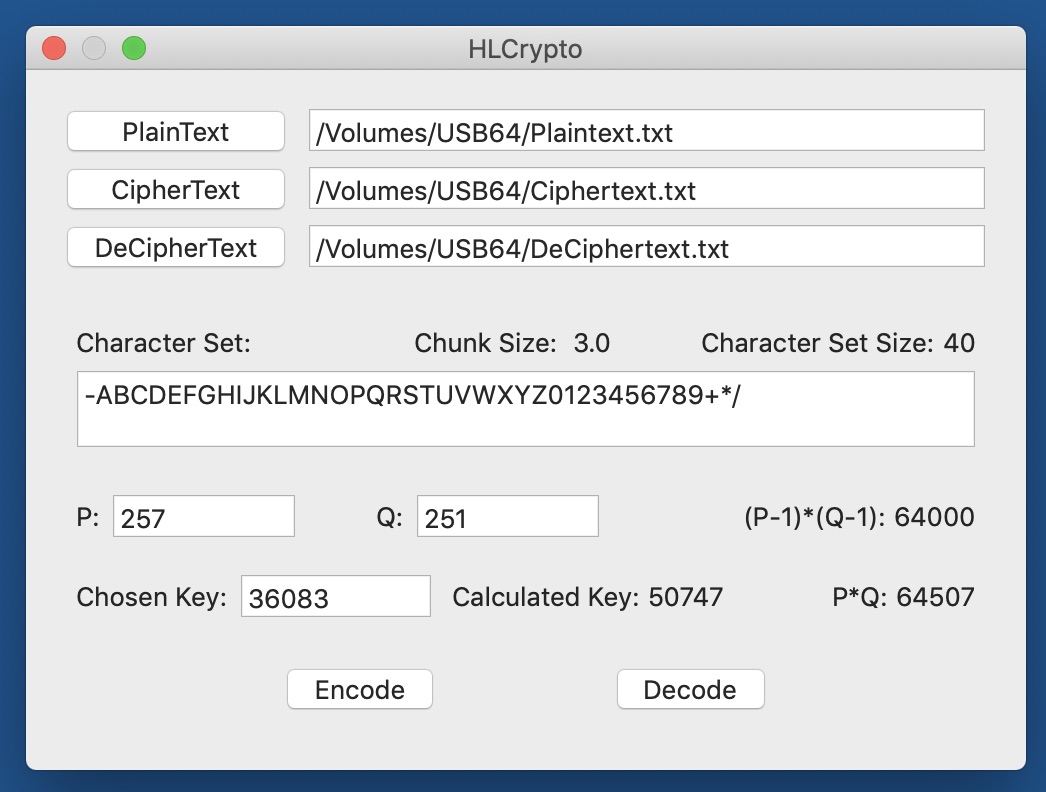 HLCrypto
PlainText /Volumes/USB64/Plaintext.txt
CipherText /Volumes/USB64/Ciphertext.txt
DeCipherText /Volumes/USB64/DeCiphertext.txt
Character Set: Chunk Size: 3.0 Character Set Size: 40
-ABCDEFGHIJKLMNOPQRSTUVWXYZ0123456789+*/
P: 257 Q: 251 (P-1)*(Q-1): 64000
Chosen Key: 36083 Calculated Key: 50747 P*Q: 64507
Encode Decode